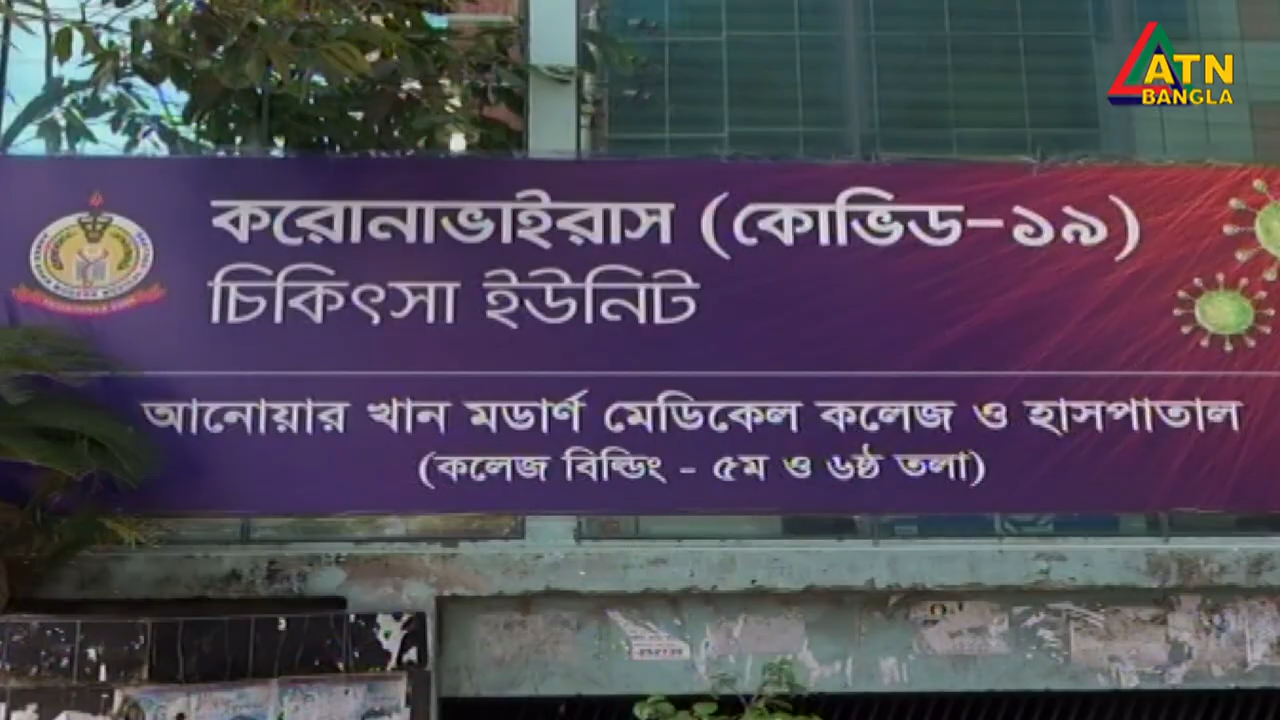 ATN
BANGLA
করোনাভাইরাস (কোভিড-১৯)
চিকিৎসা ইউনিট
আনোয়ার খান মডার্ণ মেডিকেল কলেজ ও হাসপাতাল
(কলেজ বিল্ডিং - ৫ম ও ৬ষ্ঠ তলা)